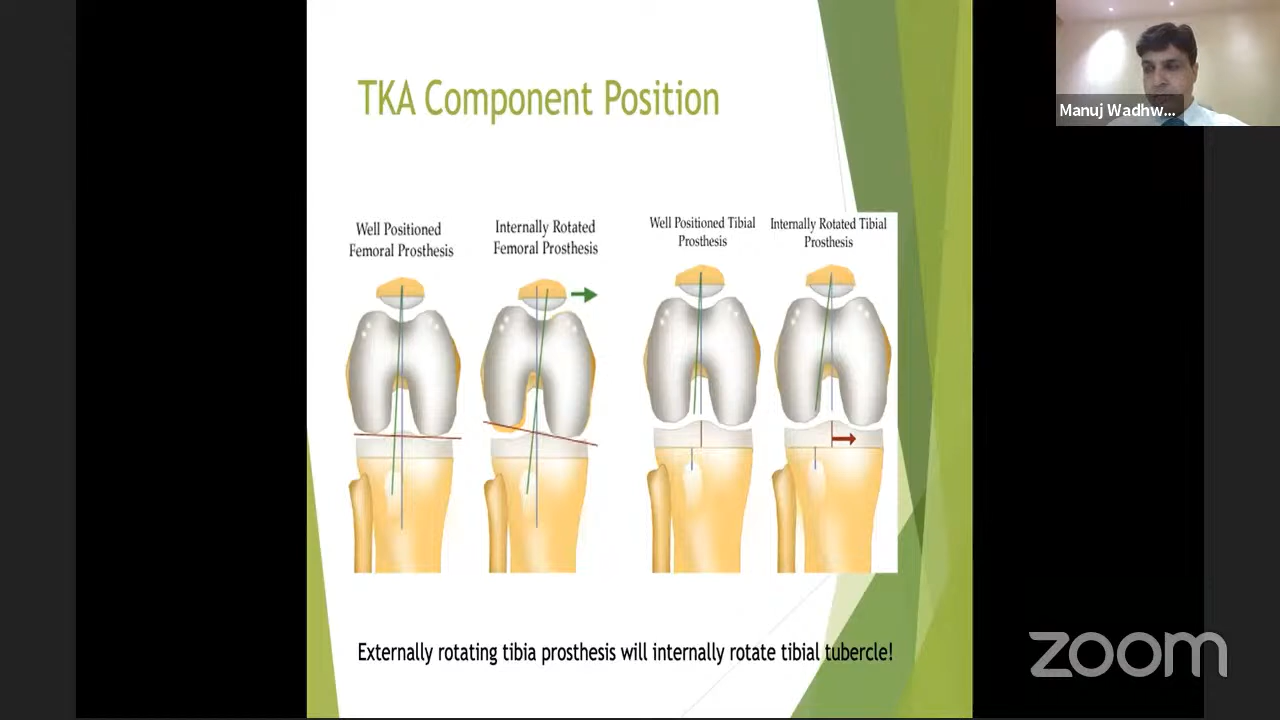 TKA Component Position
Manuj Wadhw...
Well Positioned
Femoral Prosthesis
Internally Rotated
Femoral Prosthesis
Well Positioned Tibial
Prosthesis
Internally Rotated Tibial
Prosthesis
Externally rotating tibia prosthesis will internally rotate tibial tubercle!
zoom